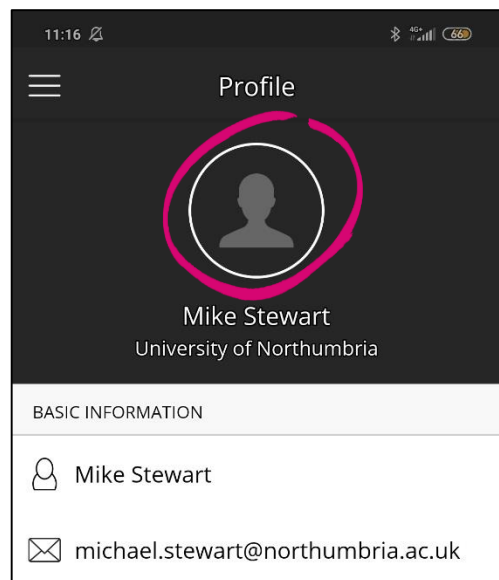 11:16
4G+
66
Profile
Mike Stewart
University of Northumbria
BASIC INFORMATION
Mike Stewart
michael.stewart@northumbria.ac.uk